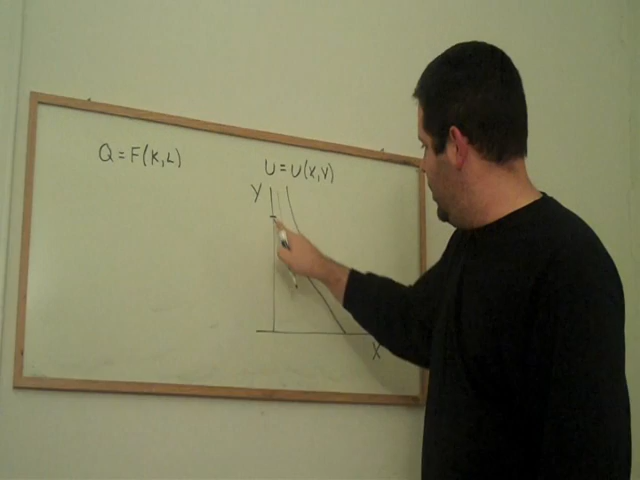 Q = F(K,L)
U = U(X,Y)
Y
X